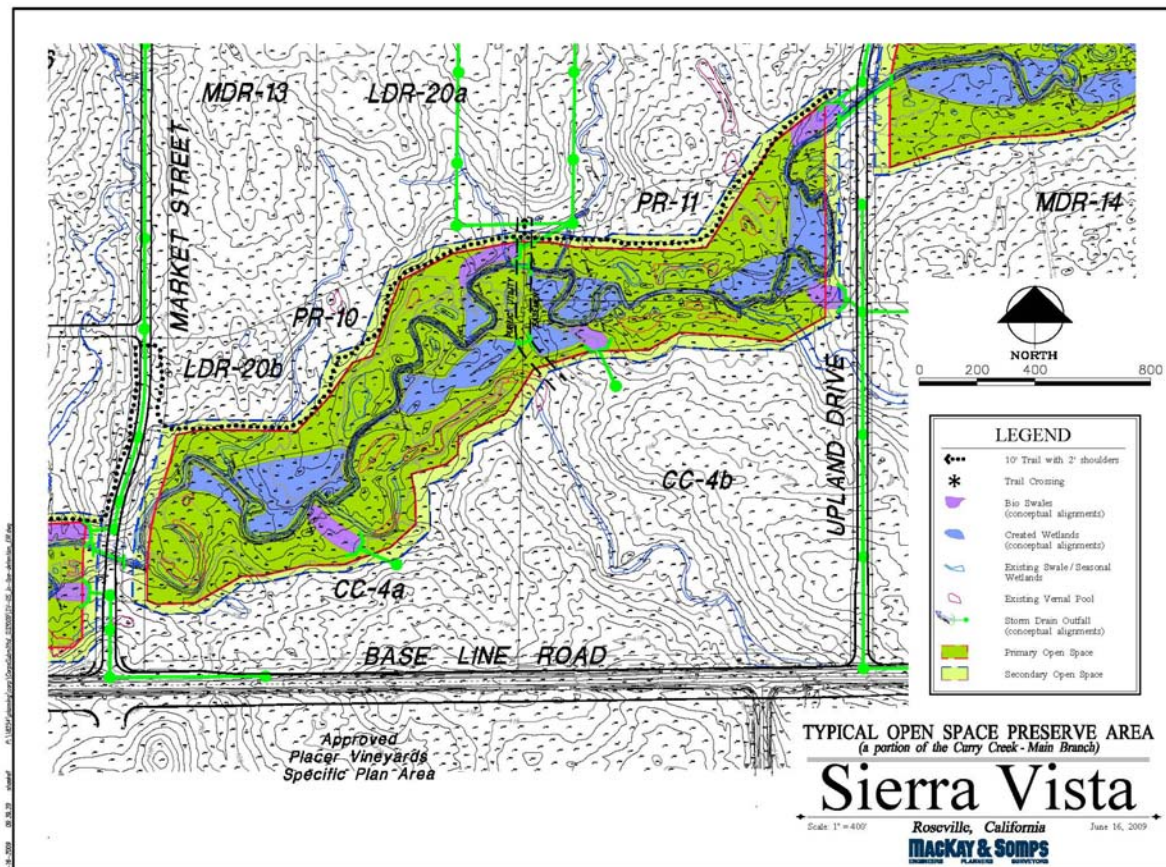 MDR-13
LDR-20a
MARKET STREET
PR-11
MDR-14
PR-10
LDR-20b
NORTH
0 200 400 800
UPLAND DRIVE
CC-4b
CC-4a
BASE LINE ROAD
Approved
Placer Vineyards
Specific Plan Area
LEGEND
10' Trail with 2' shoulders
Trail Crossing
Bio Swales
(conceptual alignments)
Created Wetlands
(conceptual alignments)
Existing Swale/Seasonal
Wetlands
Existing Vernal Pool
Storm Drain Outfall
(conceptual alignments)
Primary Open Space
Secondary Open Space
TYPICAL OPEN SPACE PRESERVE AREA
(a portion of the Curry Creek - Main Branch)
Sierra Vista
Scale: 1" = 400'
Roseville, California
June 16, 2009
MACKAY & SOMPS
ENGINEERS PLANNERS SURVEYORS